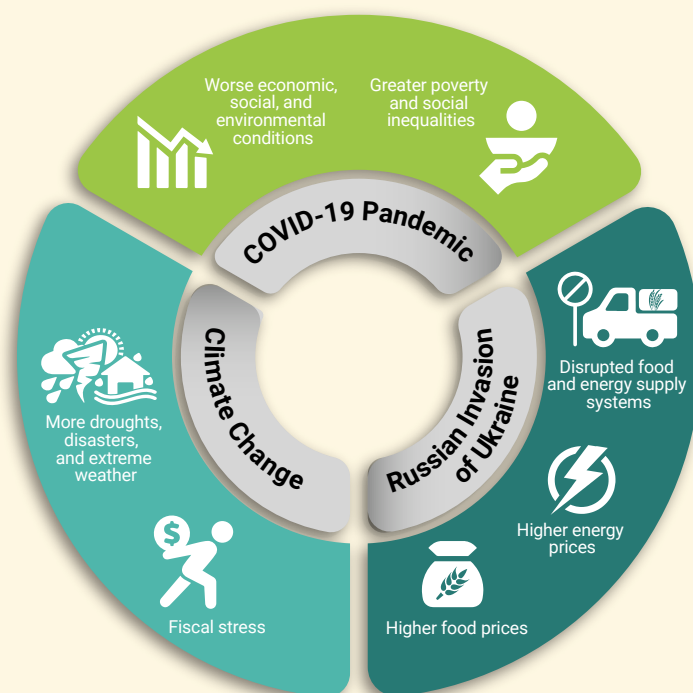 Worse economic,
social, and
environmental
conditions
Greater poverty
and social
inequalities
COVID-19 Pandemic
Climate Change
Russian Invasion
of Ukraine
More droughts,
disasters,
and extreme
weather
$
Fiscal stress
Disrupted food
and energy supply
systems
Higher energy
prices
Higher food prices